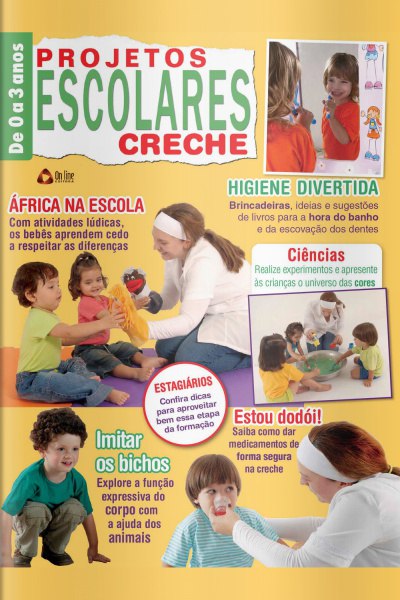 De 0 a 3 anos
PROJETOS
ESCOLARES
CRECHE
On line
EDITORA
HIGIENE DIVERTIDA
Brincadeiras, ideias e sugestões
de livros para a hora do banho
e da escovação dos dentes
ÁFRICA NA ESCOLA
Com atividades lúdicas,
os bebês aprendem cedo
a respeitar as diferenças
Ciências
Realize experimentos e apresente
às crianças o universo das cores
ESTAGIÁRIOS
Confira dicas
para aproveitar
bem essa etapa
da formação
Estou dodói!
Saiba como dar
medicamentos de
forma segura
na creche
Imitar
os bichos
Explore a função
expressiva do
corpo com
a ajuda dos
animais